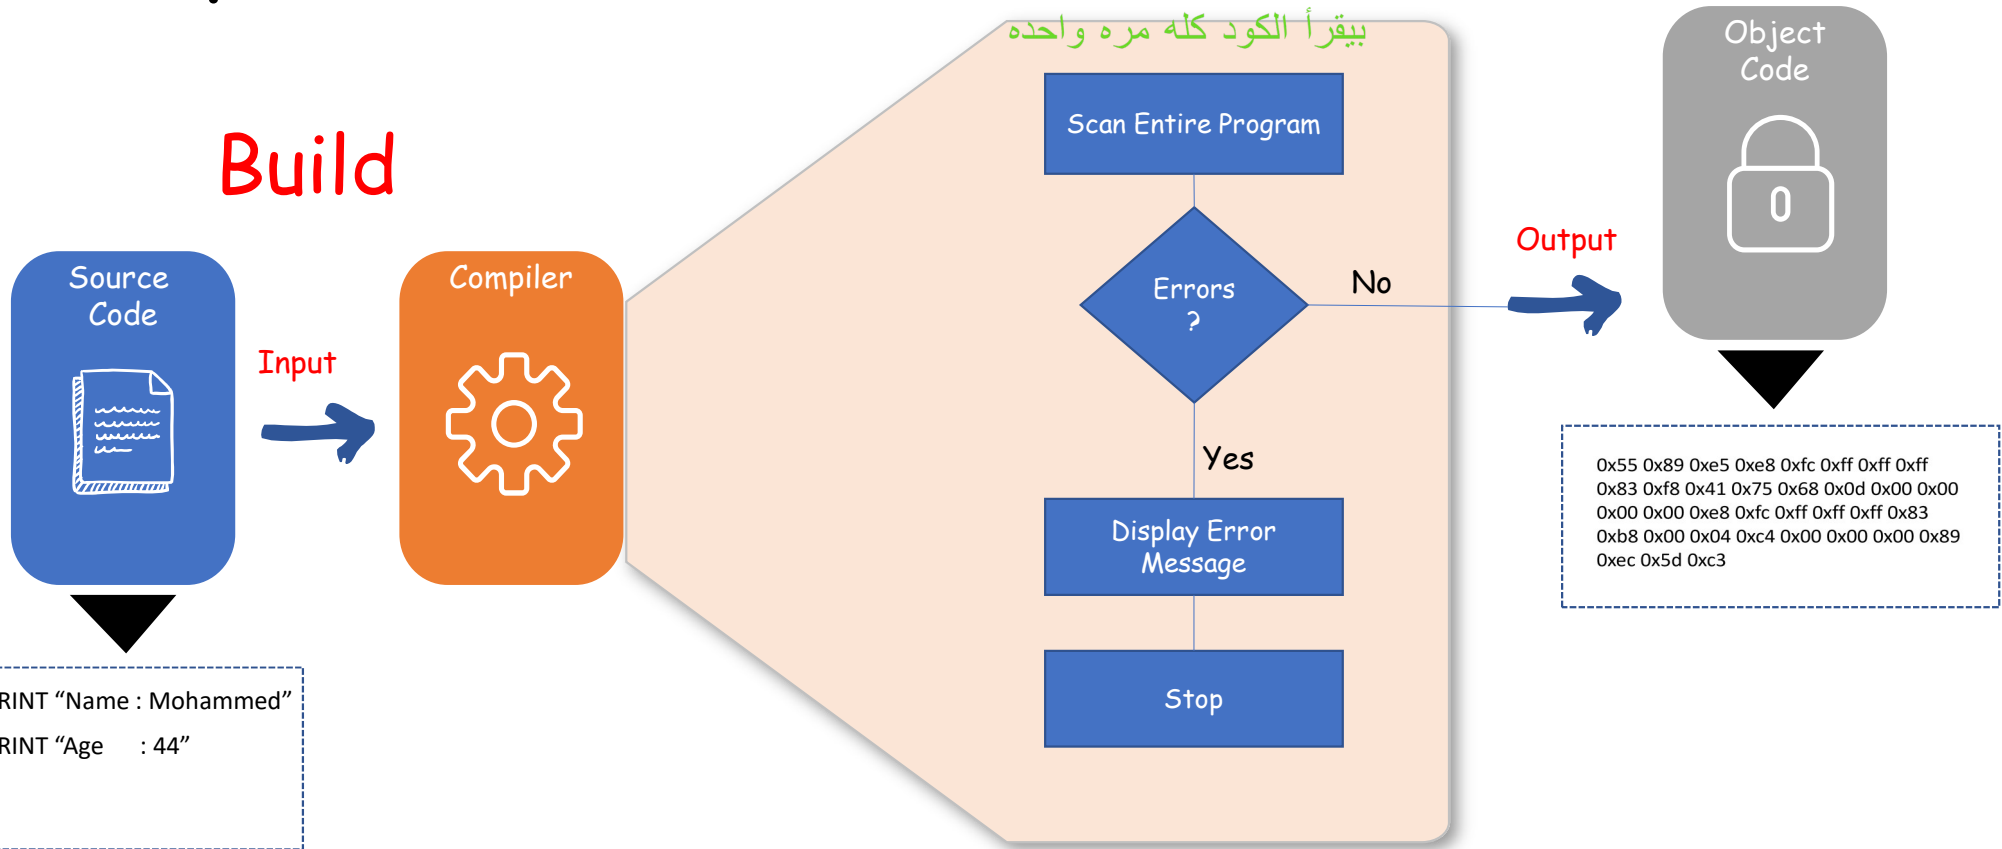 بيقرأ الكود كله مره واحده
Build
Source
Code
Input
Compiler
Scan Entire Program
Errors
?
No
Yes
Display Error
Message
Stop
Output
Object
Code
0x55 0x89 0xe5 0xe8 0xfc 0xff 0xff 0xff
0x83 0xf8 0x41 0x75 0x68 0x0d 0x00 0x00
0x00 0x00 0xe8 0xfc 0xff 0xff 0xff 0x83
0xb8 0x00 0x04 0xc4 0x00 0x00 0x00 0x89
0xec 0x5d 0xc3
RINT “Name : Mohammed”
RINT “Age : 44”